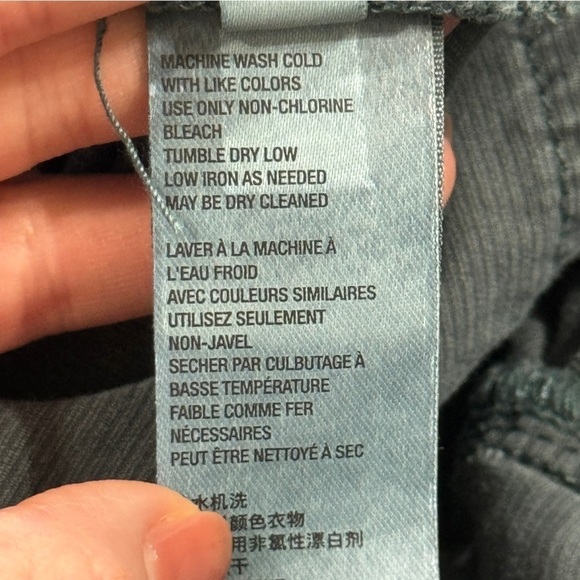 MACHINE WASH COLD
WITH LIKE COLORS
USE ONLY NON-CHLORINE
BLEACH
TUMBLE DRY LOW
LOW IRON AS NEEDED
MAY BE DRY CLEANED
LAVER À LA MACHINE À
L'EAU FROID
AVEC COULEURS SIMILAIRES
UTILISEZ SEULEMENT
NON-JAVEL
SECHER PAR CULBUTAGE À
BASSE TEMPÉRATURE
FAIBLE COMME FER
NÉCESSAIRES
PEUT ÊTRE NETTOYÉ À SEC
水机洗
颜色衣物
用非氯性漂白剂
干